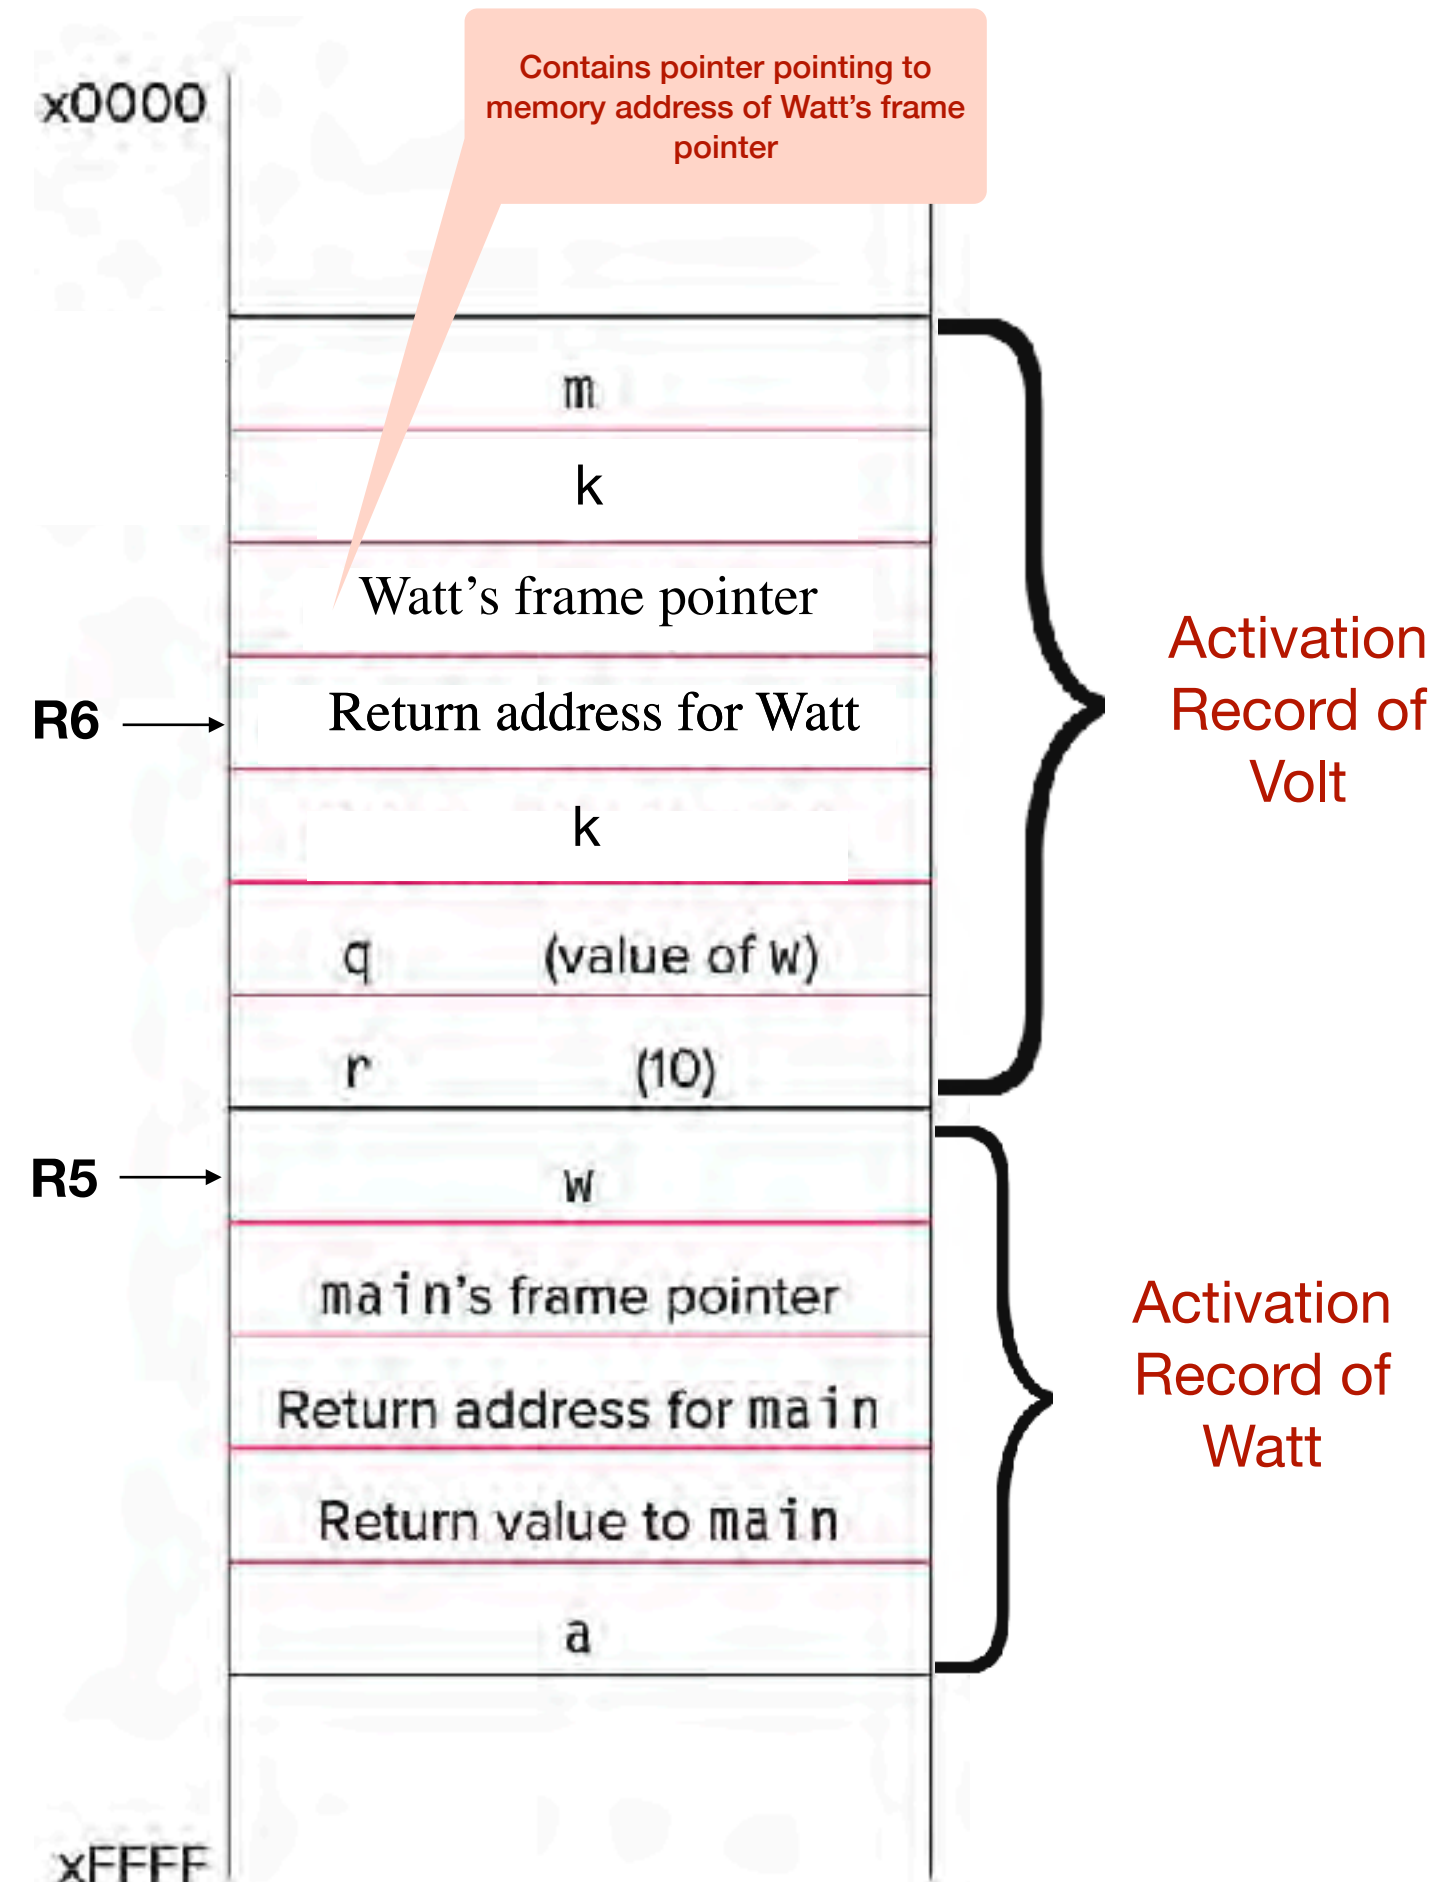 Contains pointer pointing to
memory address of Watt's frame
pointer
x0000
m
k
Watt's frame pointer
R6
Return address for Watt
k
q (value of w)
r (10)
Activation
Record of
Volt
R5
w
main's frame pointer
Return address for main
Return value to main
a
Activation
Record of
Watt
xFFFF